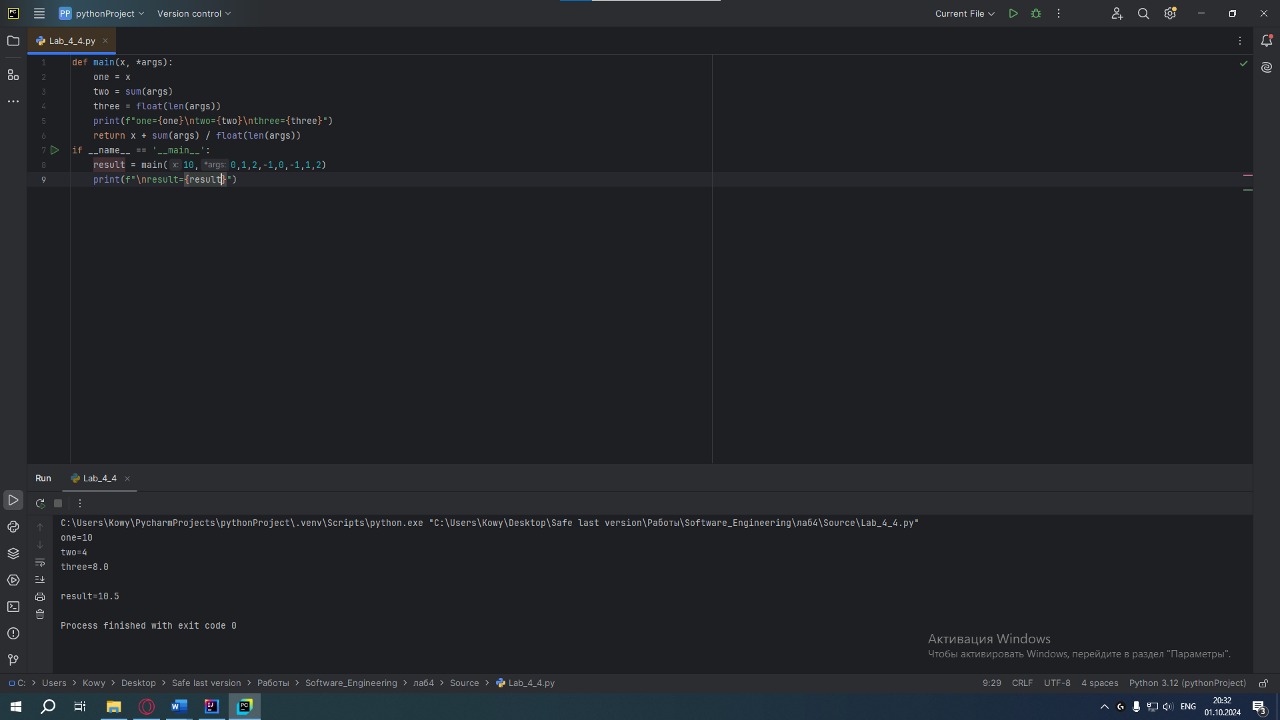 PP pythonProject Version control Current File
Lab_4_4.py
1 def main(x, *args):
2 one = x
3 two = sum(args)
4 three = float(len(args))
5 print(f"one={one}\ntwo={two}\nthree={three}")
6 return x + sum(args) / float(len(args))
7 if __name__ == '__main__':
8 result = main( x: 10, *args: 0,1,2,-1,0,-1,1,2)
9 print(f"\nresult={result}")
Run Lab_4_4
C:\Users\Kowy\PycharmProjects\pythonProject\.venv\Scripts\python.exe "C:\Users\Kowy\Desktop\Safe last version\Работы\Software_Engineering\лаб4\Source\Lab_4_4.py"
one=10
two=4
three=8.0
result=10.5
Process finished with exit code 0
Активация Windows
Чтобы активировать Windows, перейдите в раздел "Параметры".
C: Users Kowy Desktop Safe last version Работы Software_Engineering лаб4 Source Lab_4_4.py 9:29 CRLF UTF-8 4 spaces Python 3.12 (pythonProject)
ENG 20:32
01.10.2024